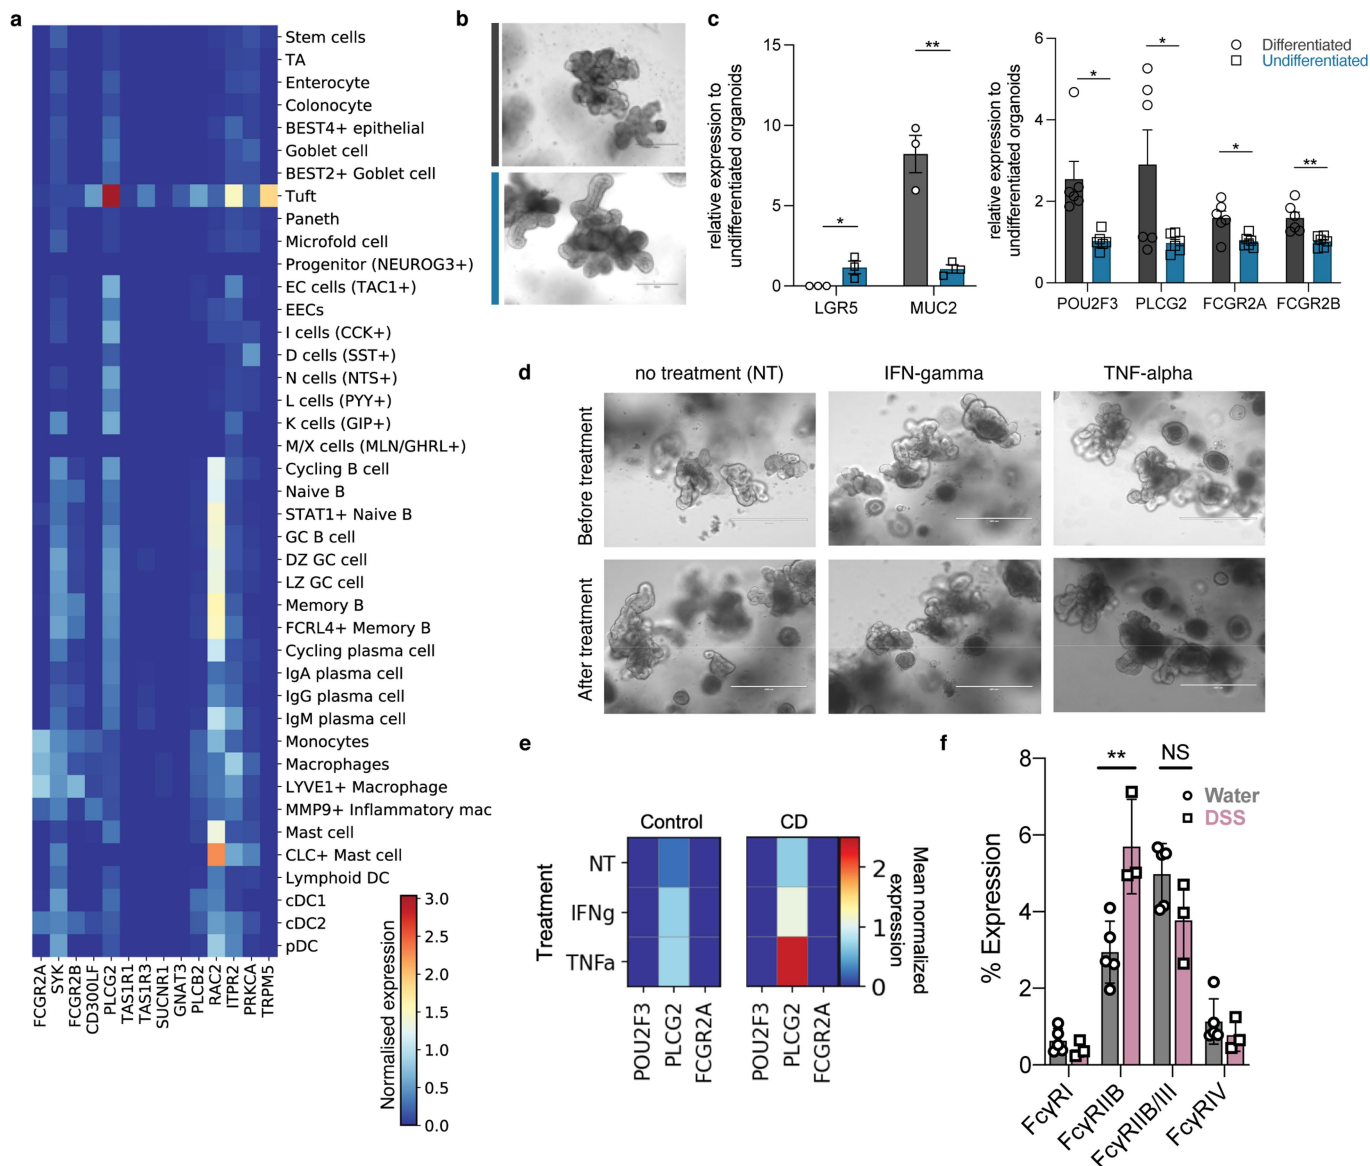 a
Stem cells
TA
Enterocyte
Colonocyte
BEST4+ epithelial
Goblet cell
BEST2+ Goblet cell
Tuft
Paneth
Microfold cell
Progenitor (NEUROG3+)
EC cells (TAC1+)
EECs
I cells (CCK+)
D cells (SST+)
N cells (NTS+)
L cells (PYY+)
K cells (GIP+)
M/X cells (MLN/GHRL+)
Cycling B cell
Naive B
STAT1+ Naive B
GC B cell
DZ GC cell
LZ GC cell
Memory B
FCRL4+ Memory B
Cycling plasma cell
IgA plasma cell
IgG plasma cell
IgM plasma cell
Monocytes
Macrophages
LYVE1+ Macrophage
MMP9+ Inflammatory mac
Mast cell
CLC+ Mast cell
Lymphoid DC
cDC1
cDC2
pDC
FCGR2A
SYK
FCGR2B
CD300LF
PLCG2
TAS1R1
TAS1R3
SUCNR1
GNAT3
PLCB2
RAC2
ITPR2
PRKCA
TRPM5
Normalised expression
3.0
2.5
2.0
1.5
1.0
0.5
0.0
b
c
relative expression to
undifferentiated organoids
15
10
5
0
*
**
LGR5
MUC2
relative expression to
undifferentiated organoids
6
4
2
0
*
*
*
**
POU2F3
PLCG2
FCGR2A
FCGR2B
Differentiated
Undifferentiated
d
no treatment (NT)
IFN-gamma
TNF-alpha
Before treatment
After treatment
e
Control
CD
Treatment
NT
IFNg
TNFa
POU2F3
PLCG2
FCGR2A
POU2F3
PLCG2
FCGR2A
2
1
0
Mean normalized
expression
f
% Expression
8
6
4
2
0
**
NS
Water
DSS
FcγRI
FcγRIIB
FcγRIIB/III
FcγRIV